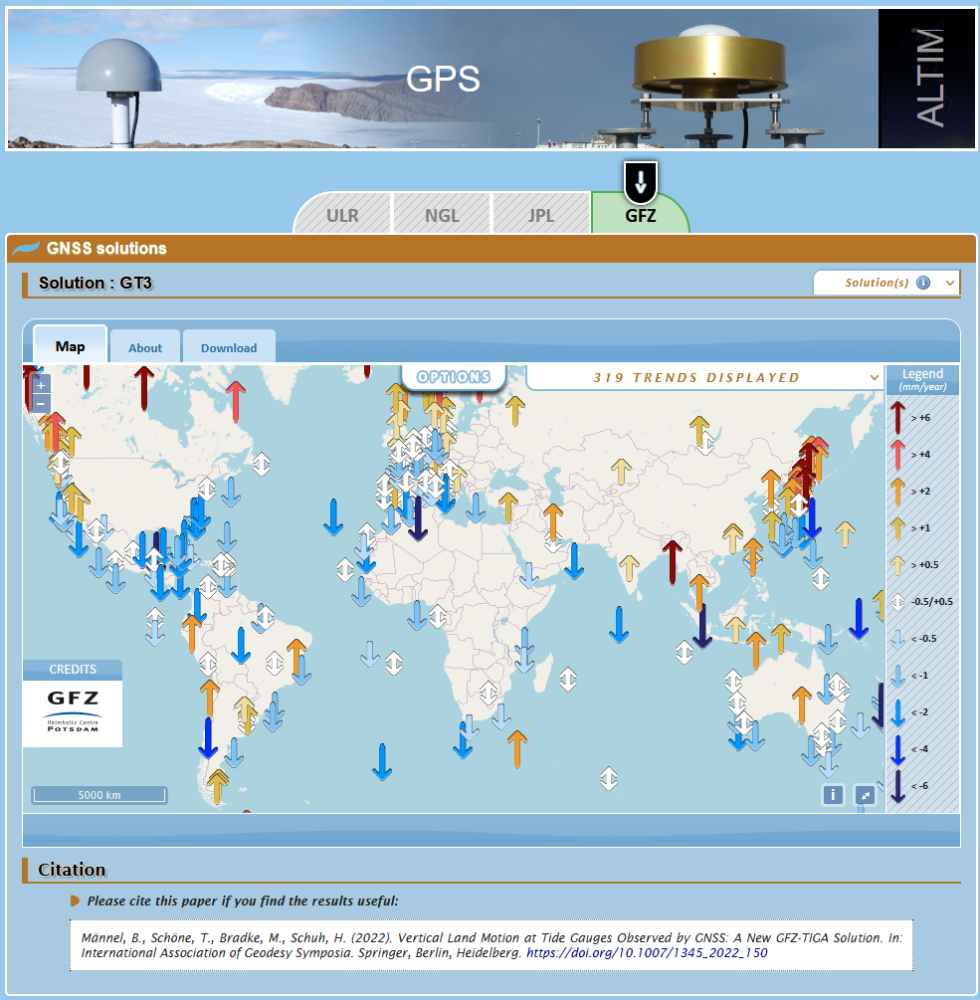 GPS
ALTIM
ULR
NGL
JPL
GFZ
GNSS solutions
Solution : GT3
Solution(s)
Map
About
Download
+
−
OPTIONS
319 TRENDS DISPLAYED
Legend
(mm/year)
> +6
> +4
> +2
> +1
> +0.5
-0.5/+0.5
< -0.5
< -1
< -2
< -4
< -6
CREDITS
GFZ
Helmholtz Centre
POTSDAM
5000 km
i
Citation
Please cite this paper if you find the results useful:
Männel, B., Schöne, T., Bradke, M., Schuh, H. (2022). Vertical Land Motion at Tide Gauges Observed by GNSS: A New GFZ-TIGA Solution. In:
International Association of Geodesy Symposia. Springer, Berlin, Heidelberg. https://doi.org/10.1007/1345_2022_150